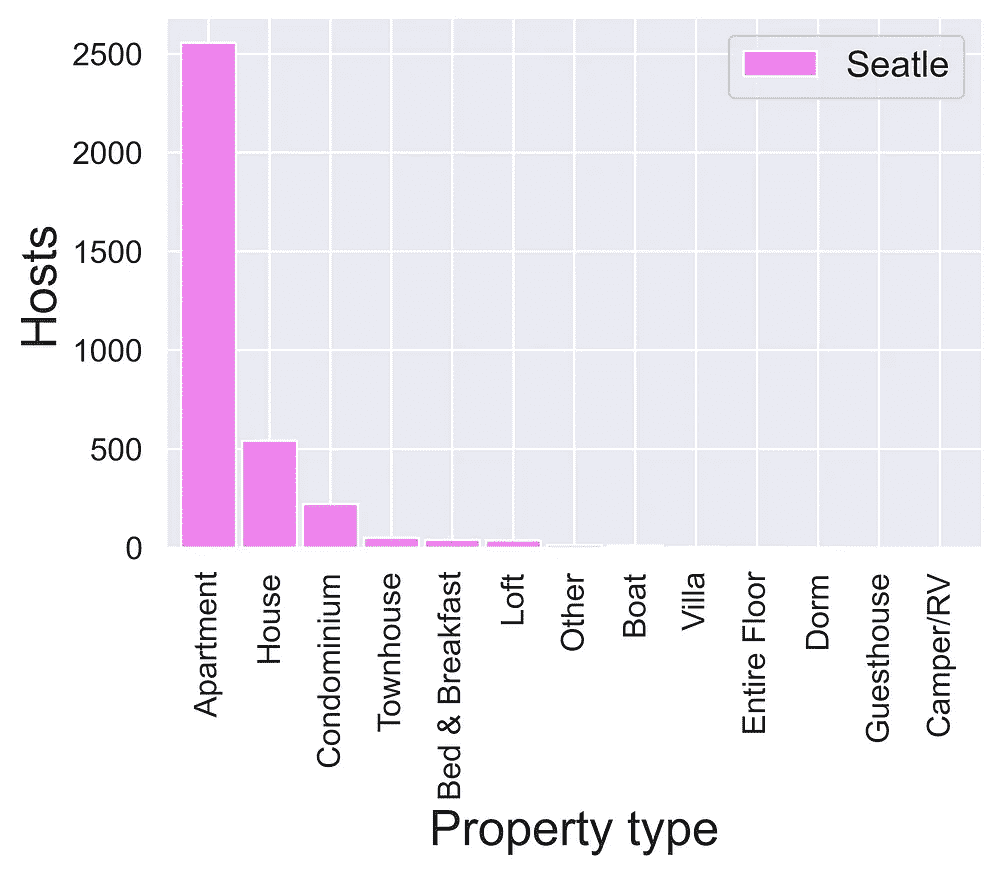 2500
2000
1500
1000
500
0
Hosts
Seatle
Apartment
House
Condominium
Townhouse
Bed & Breakfast
Loft
Other
Boat
Villa
Entire Floor
Dorm
Guesthouse
Camper/RV
Property type